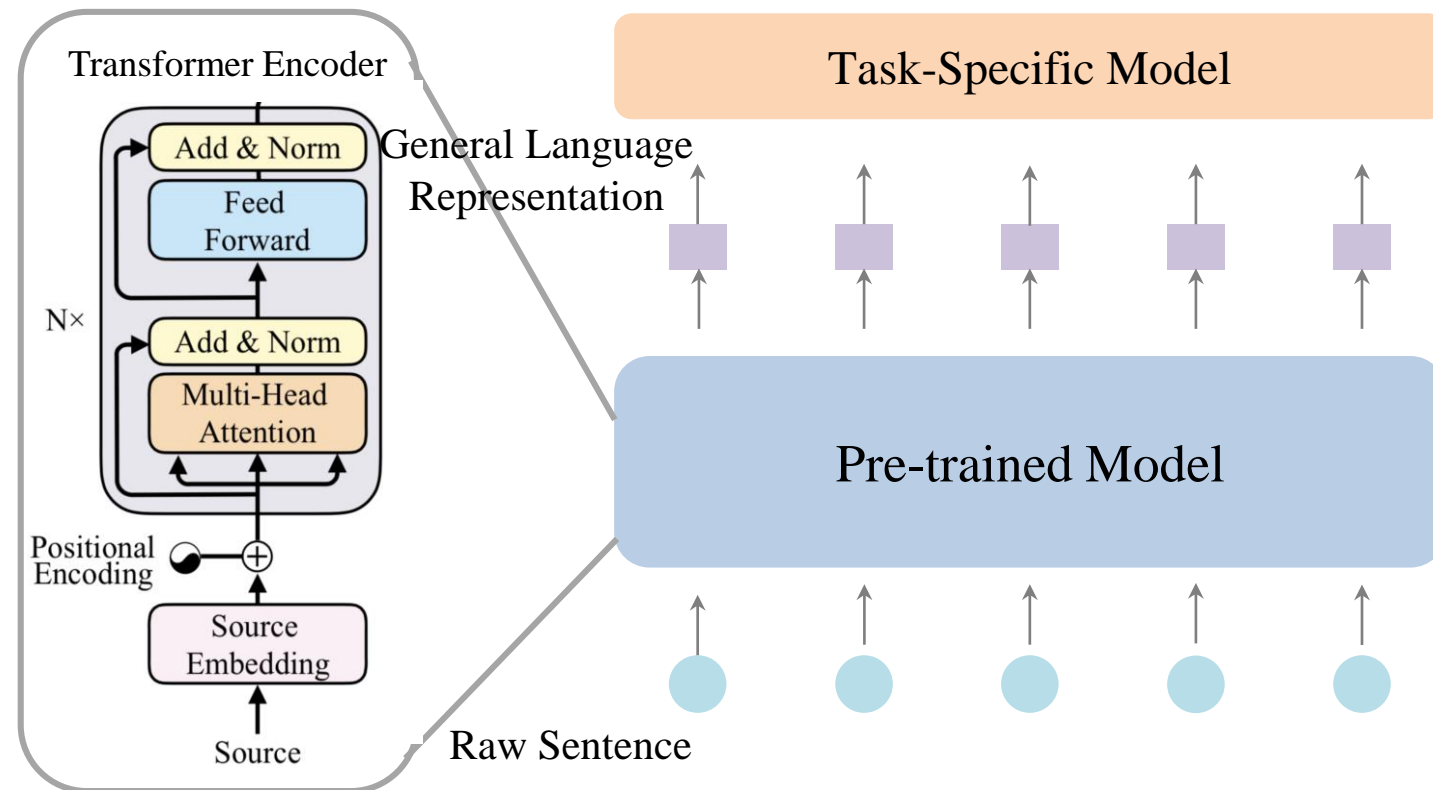 Transformer Encoder
Add & Norm
Feed
Forward
N×
Add & Norm
Multi-Head
Attention
Positional
Encoding
Source
Embedding
Source
Task-Specific Model
General Language
Representation
Pre-trained Model
Raw Sentence